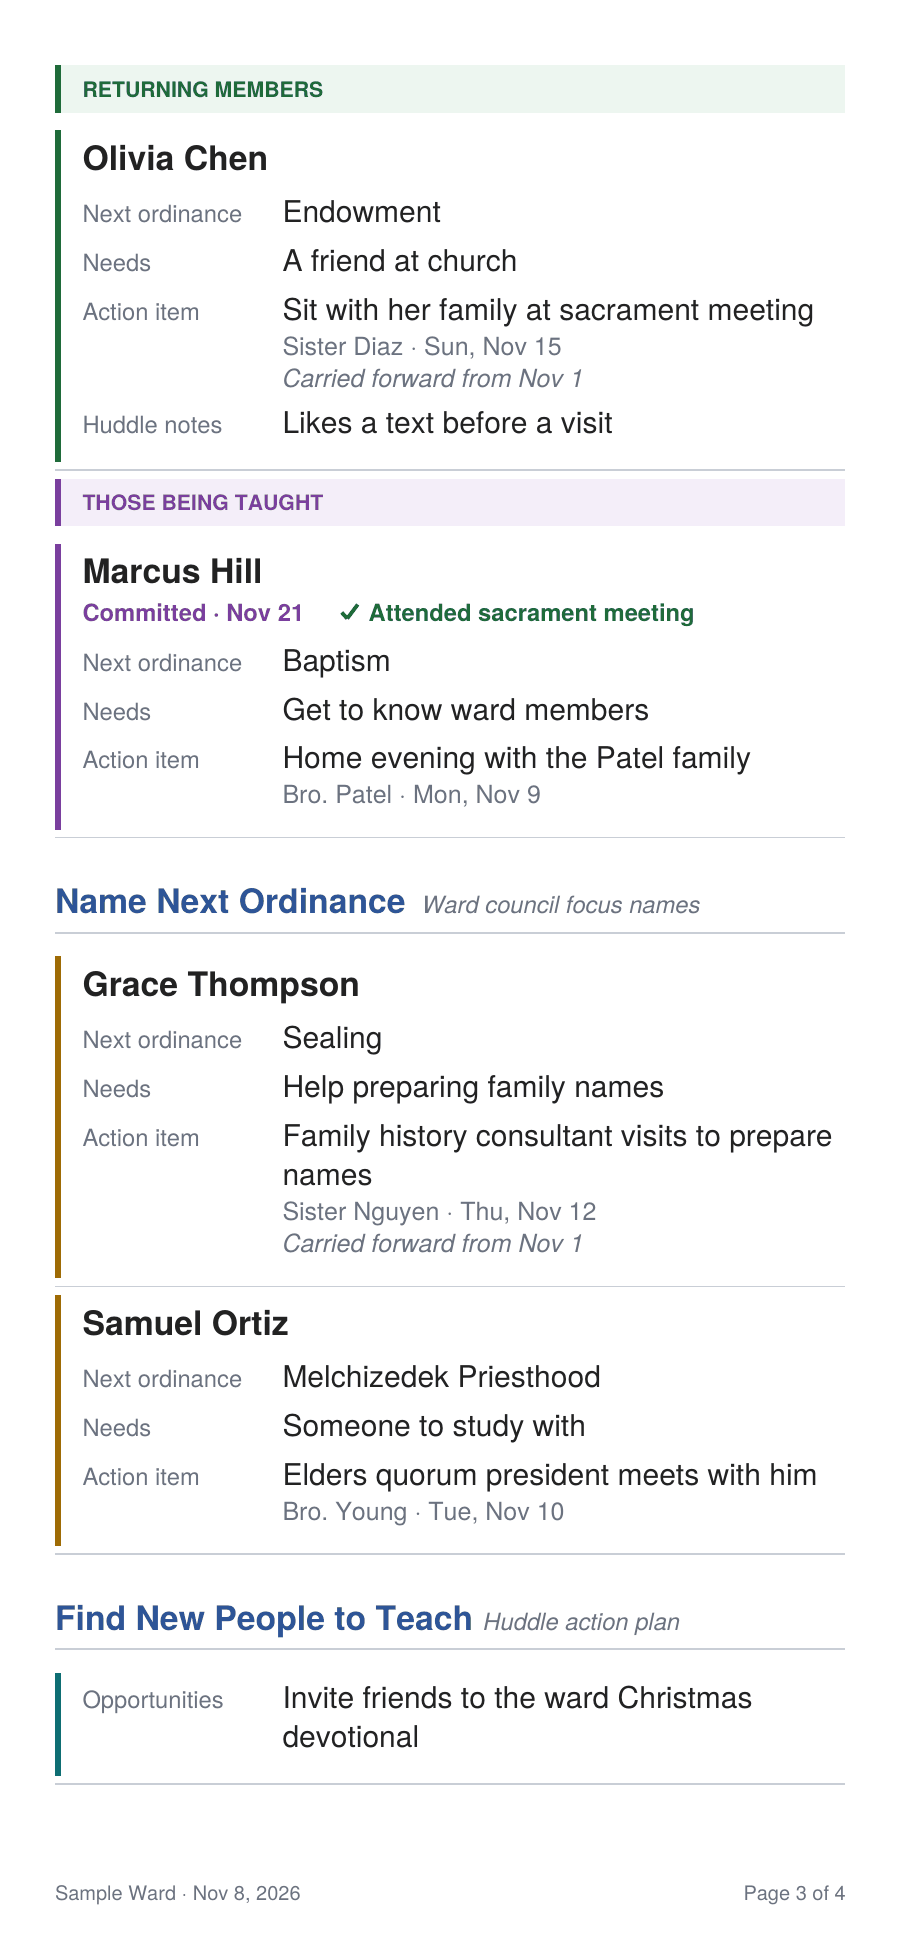 RETURNING MEMBERS
Olivia Chen
Next ordinance Endowment
Needs A friend at church
Action item Sit with her family at sacrament meeting
Sister Diaz · Sun, Nov 15
Carried forward from Nov 1
Huddle notes Likes a text before a visit
THOSE BEING TAUGHT
Marcus Hill
Committed · Nov 21 ✓ Attended sacrament meeting
Next ordinance Baptism
Needs Get to know ward members
Action item Home evening with the Patel family
Bro. Patel · Mon, Nov 9
Name Next Ordinance Ward council focus names
Grace Thompson
Next ordinance Sealing
Needs Help preparing family names
Action item Family history consultant visits to prepare
names
Sister Nguyen · Thu, Nov 12
Carried forward from Nov 1
Samuel Ortiz
Next ordinance Melchizedek Priesthood
Needs Someone to study with
Action item Elders quorum president meets with him
Bro. Young · Tue, Nov 10
Find New People to Teach Huddle action plan
Opportunities Invite friends to the ward Christmas
devotional
Sample Ward · Nov 8, 2026 Page 3 of 4